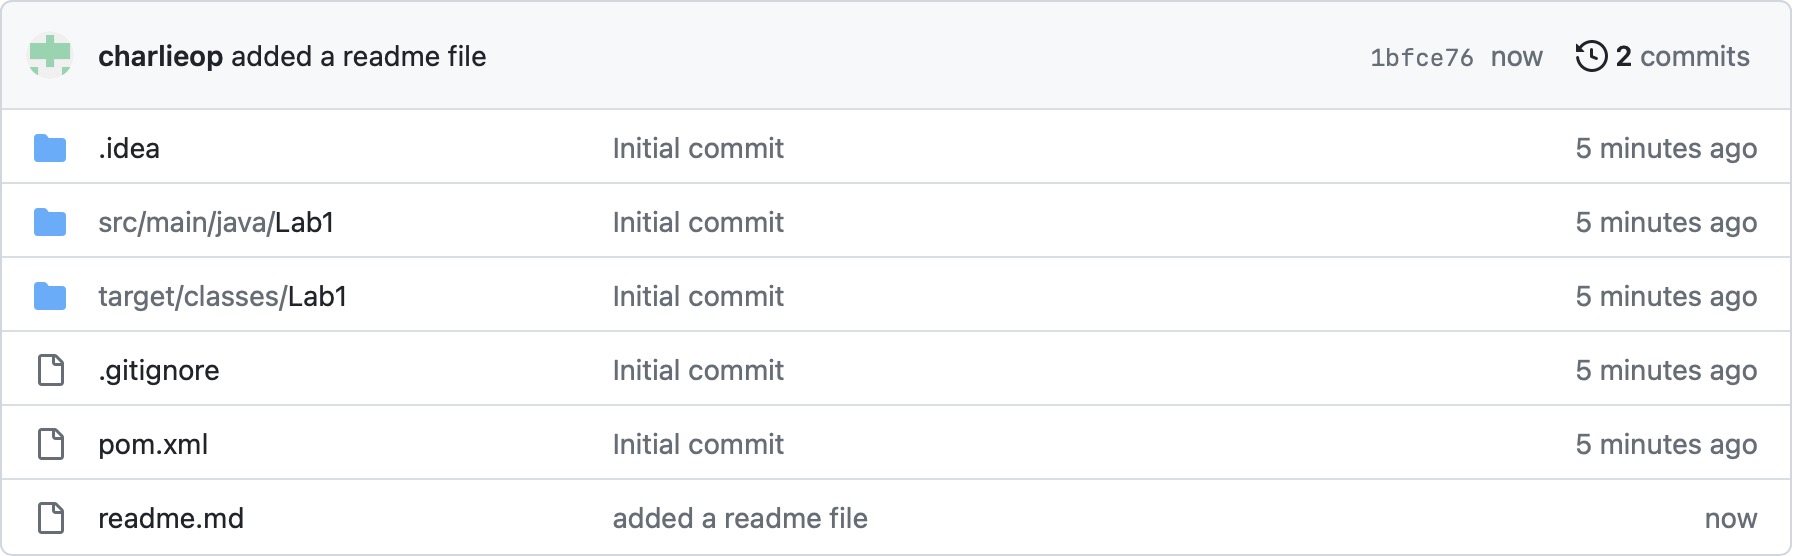 charlieop added a readme file 1bfce76 now 2 commits
.idea Initial commit 5 minutes ago
src/main/java/Lab1 Initial commit 5 minutes ago
target/classes/Lab1 Initial commit 5 minutes ago
.gitignore Initial commit 5 minutes ago
pom.xml Initial commit 5 minutes ago
readme.md added a readme file now